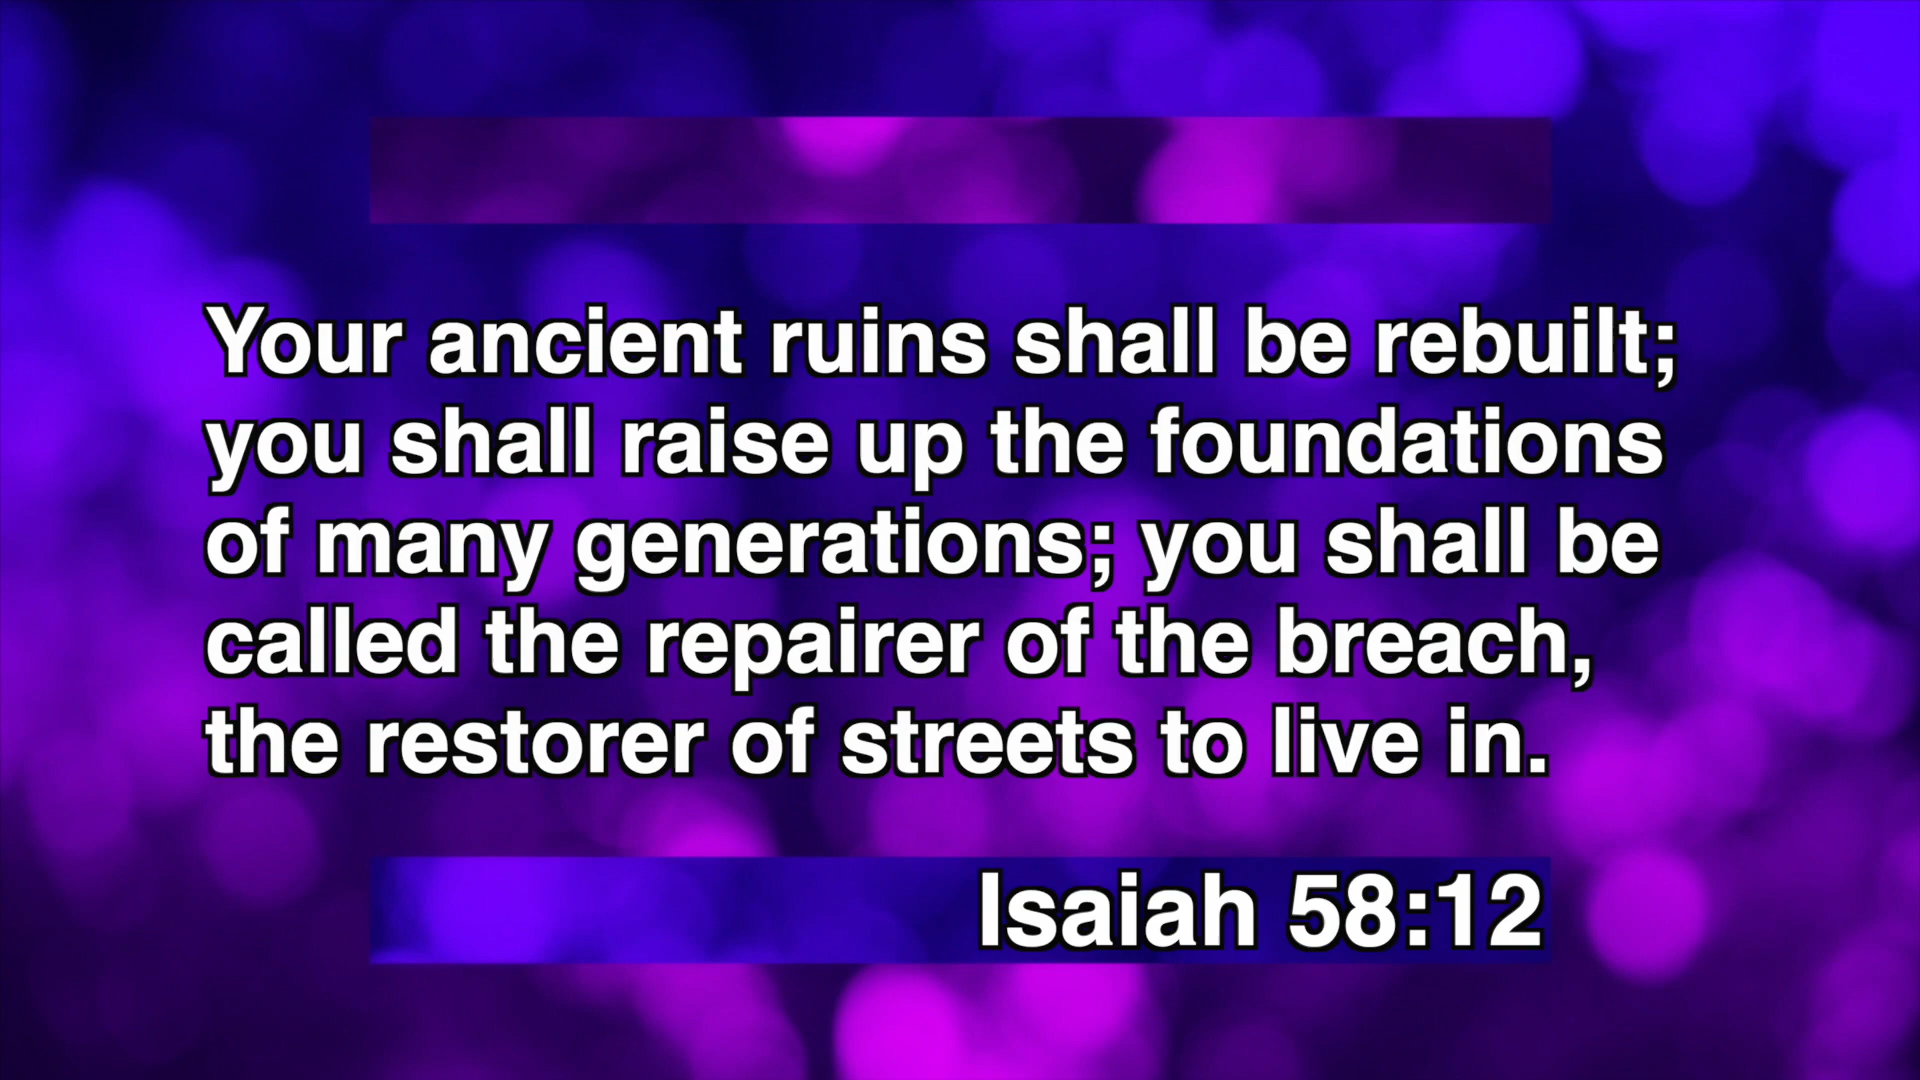 Your ancient ruins shall be rebuilt;
you shall raise up the foundations
of many generations; you shall be
called the repairer of the breach,
the restorer of streets to live in.
Isaiah 58:12